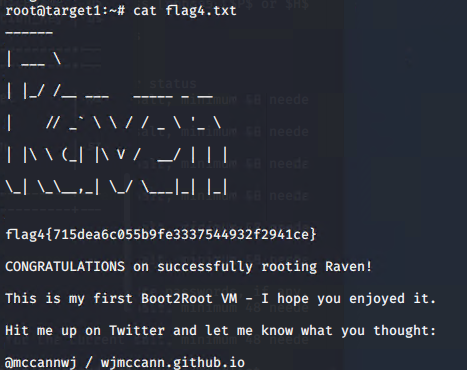 root@target1:~# cat flag4.txt
______
| ___ \
| |_/ /__ ___   _____ _ __
|    // _` \ \ / / _ \ '_ \
| |\ \ (_| |\ V /  __/ | | |
\_| \_\__,_| \_/ \___|_| |_|
flag4{715dea6c055b9fe3337544932f2941ce}
CONGRATULATIONS on successfully rooting Raven!
This is my first Boot2Root VM - I hope you enjoyed it.
Hit me up on Twitter and let me know what you thought:
@mccannwj / wjmccann.github.io